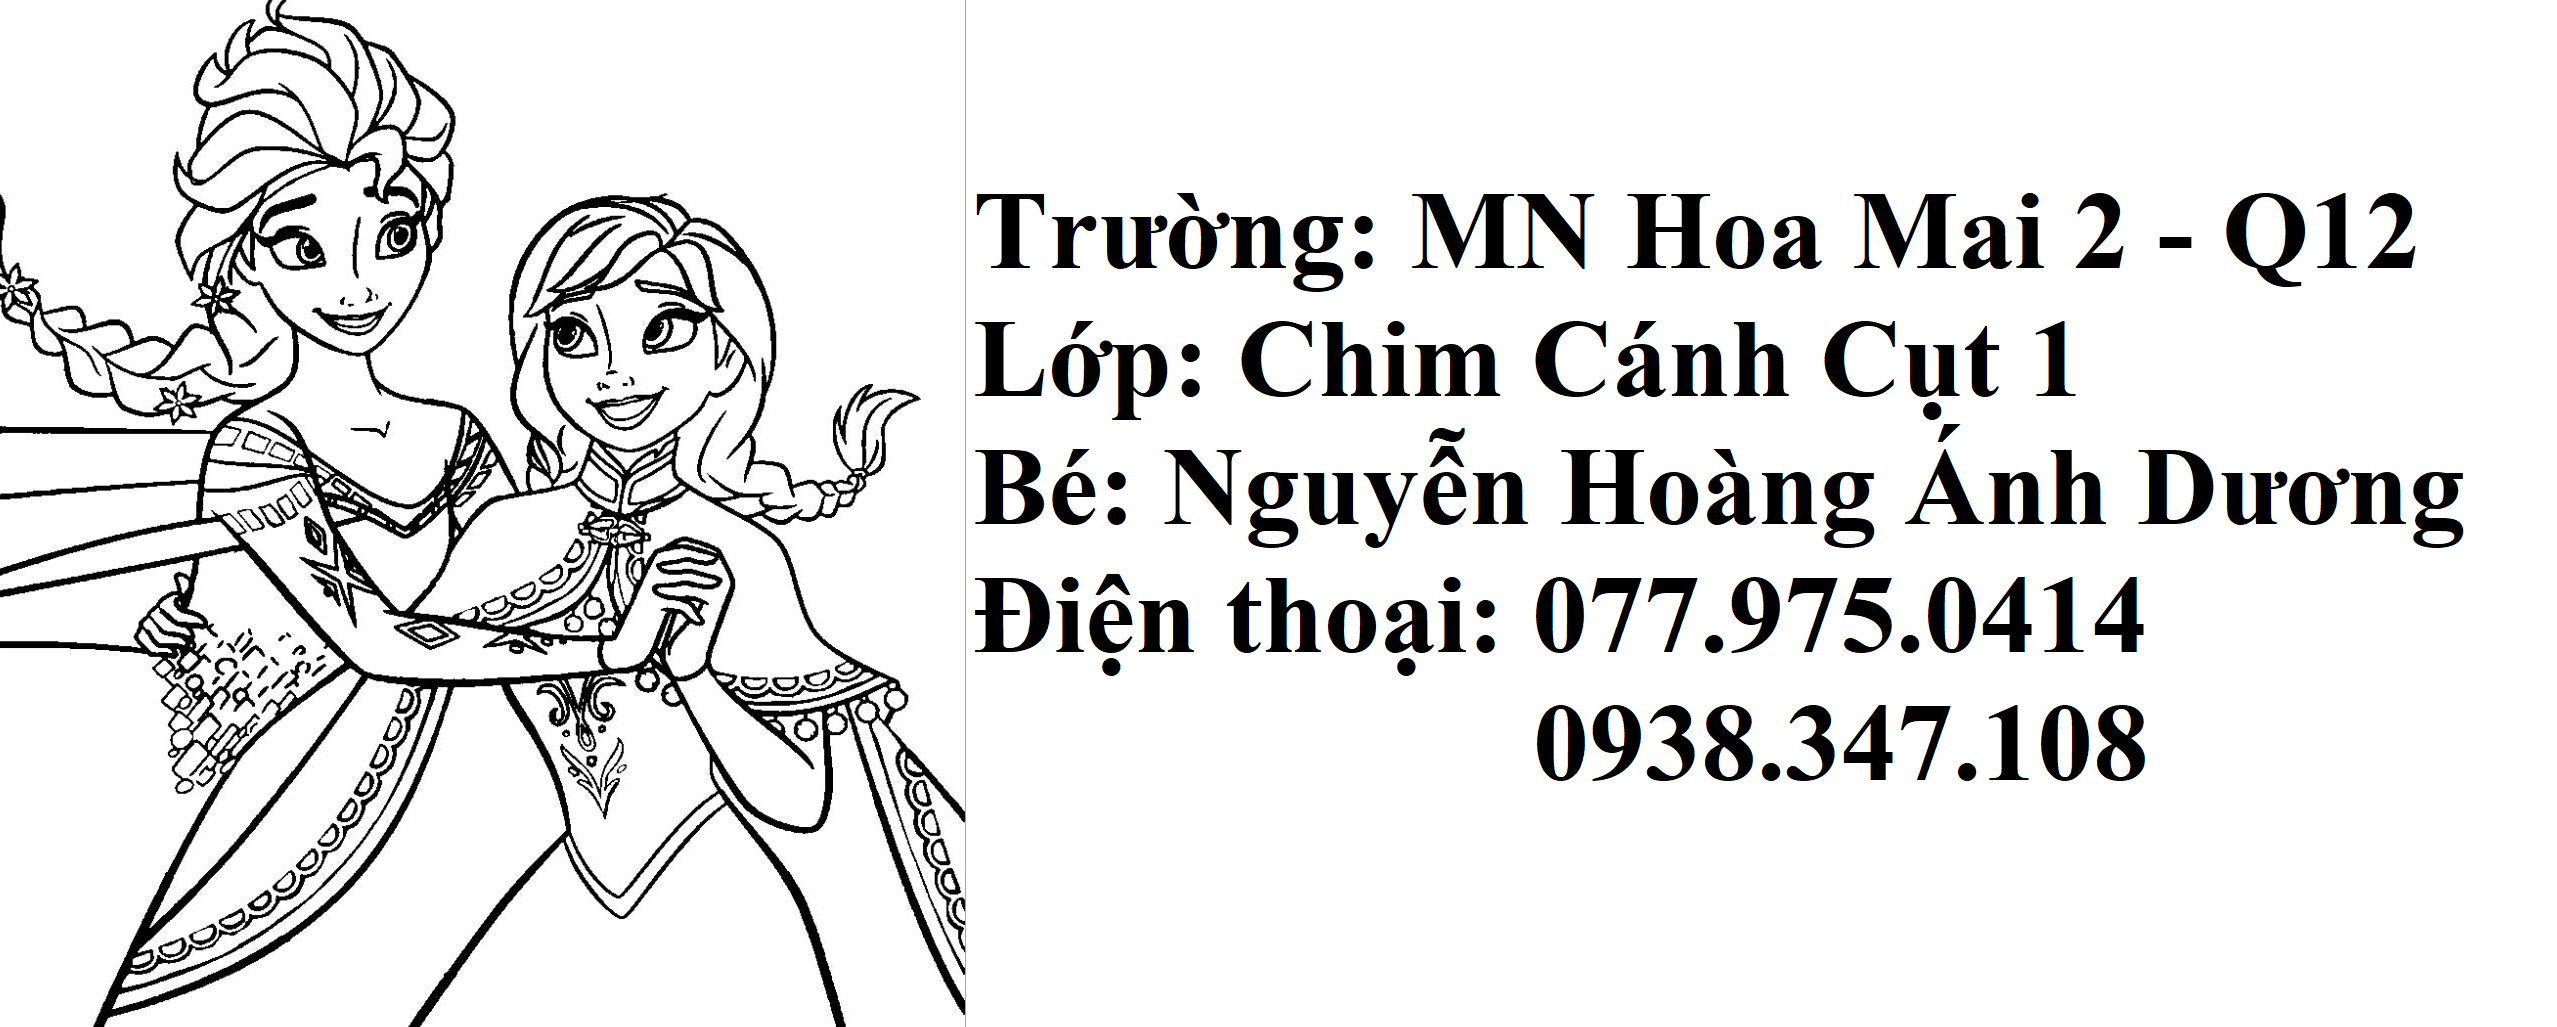 Trường: MN Hoa Mai 2 - Q12
Lớp: Chim Cánh Cụt 1
Bé: Nguyễn Hoàng Ánh Dương
Điện thoại: 077.975.0414
0938.347.108